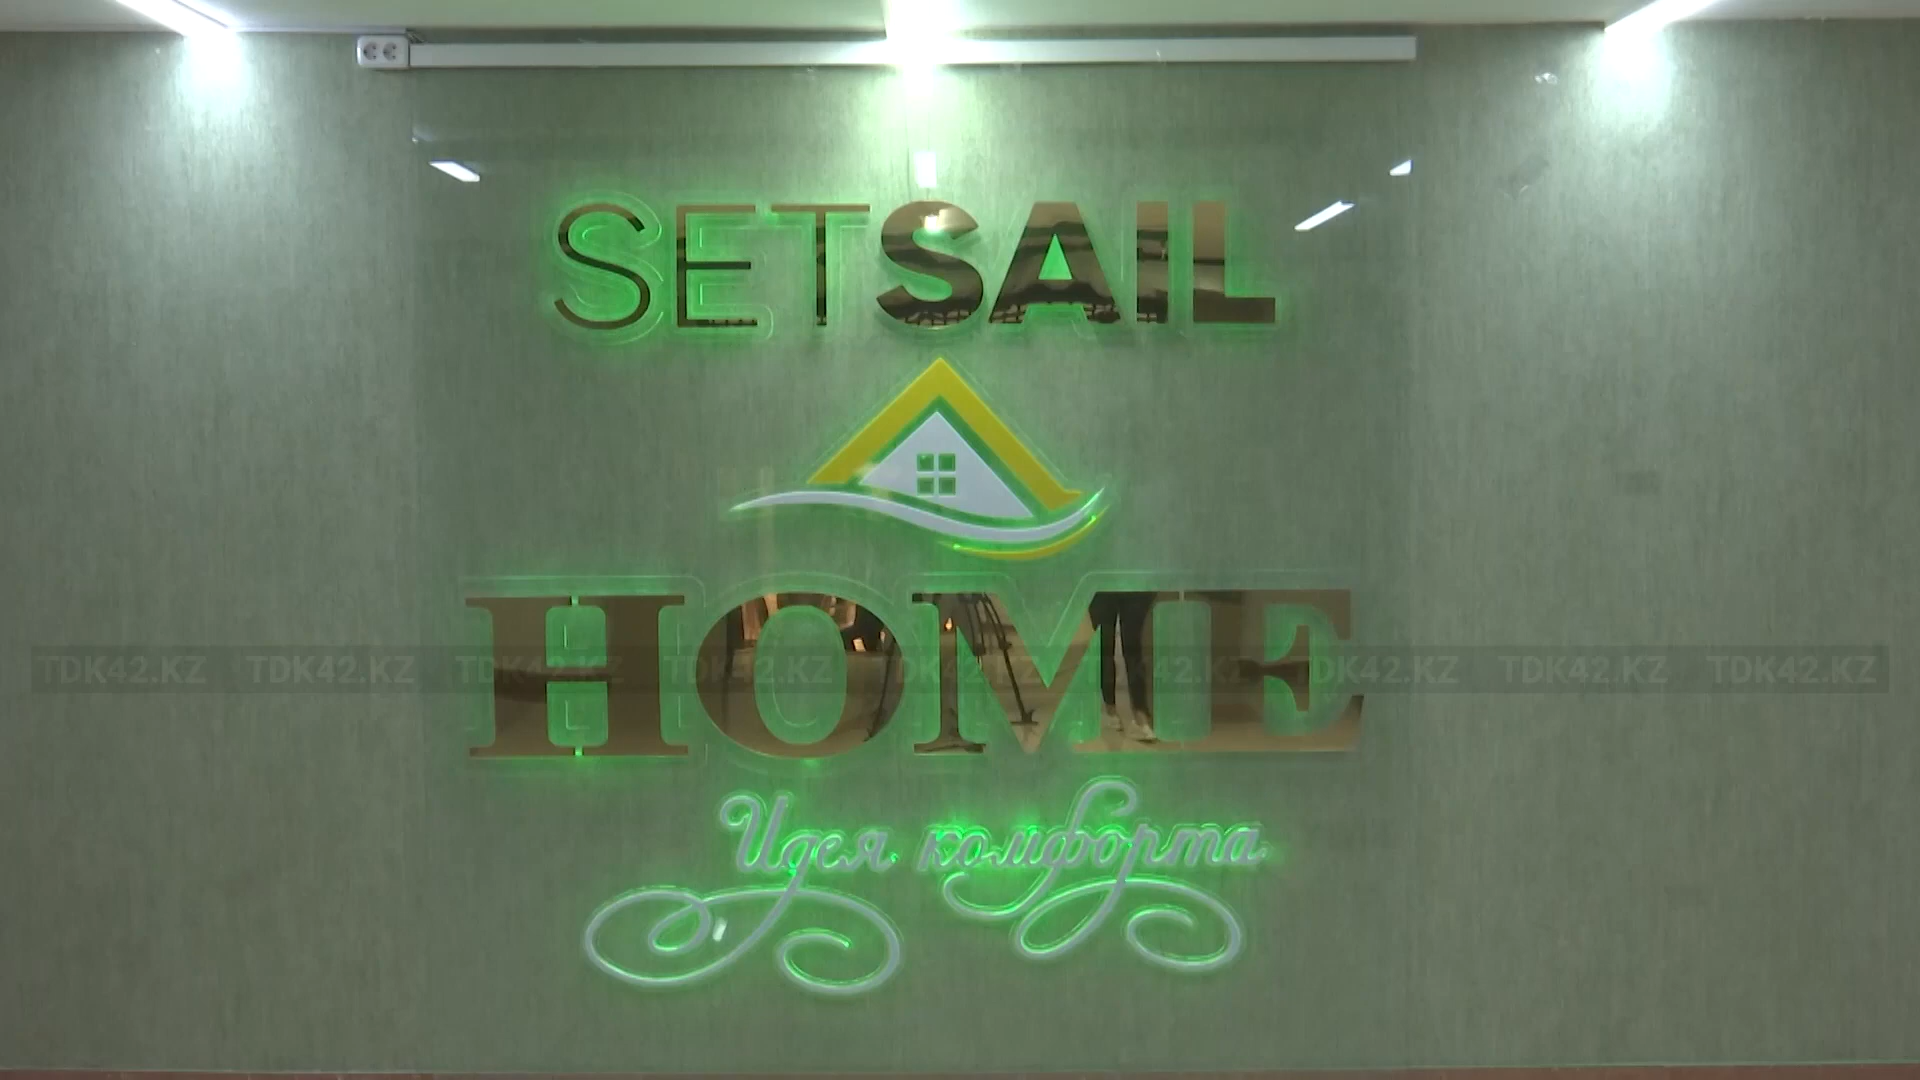 SETSAIL
HOME
TDK42.KZ TDK42.KZ TDK42.KZ TDK42.KZ TDK42.KZ TDK42.KZ TDK42.KZ TDK42.KZ TDK42.KZ
Идея комфорта